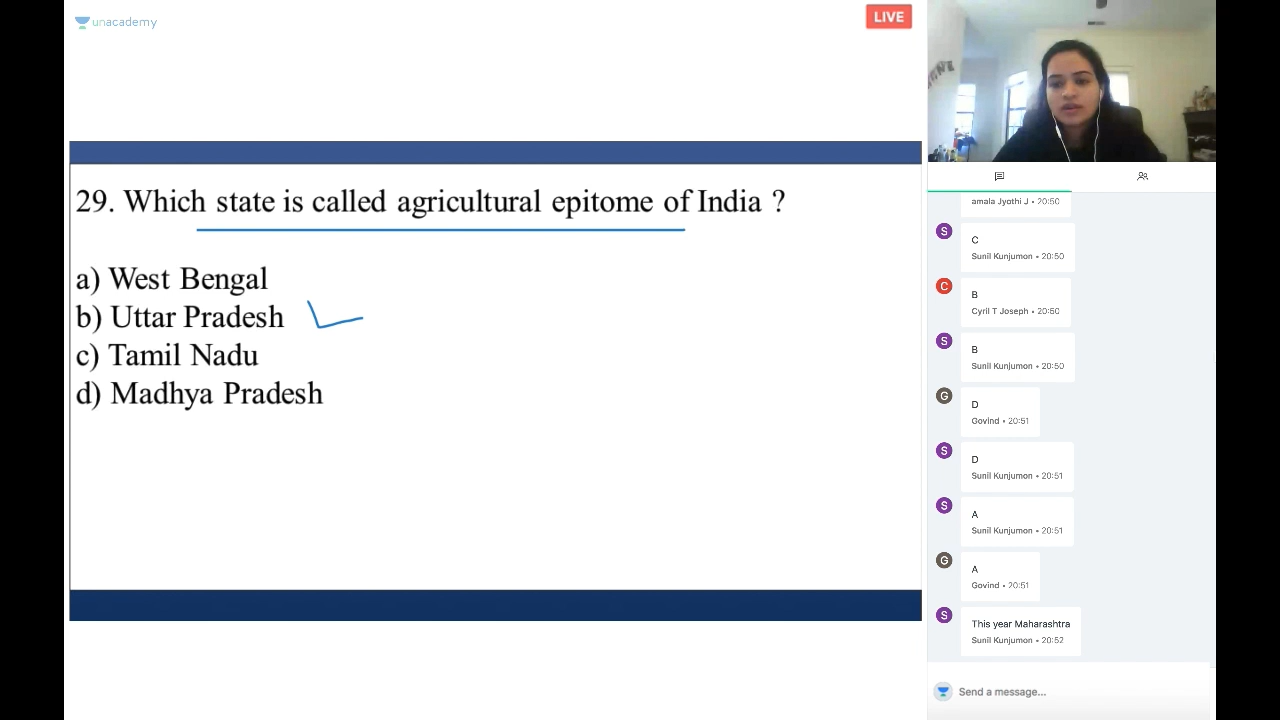 unacademy
LIVE
29. Which state is called agricultural epitome of India ?
a) West Bengal
b) Uttar Pradesh
c) Tamil Nadu
d) Madhya Pradesh
amala Jyothi J • 20:50
S
C
Sunil Kunjumon • 20:50
C
B
Cyril T Joseph • 20:50
S
B
Sunil Kunjumon • 20:50
G
D
Govind • 20:51
S
D
Sunil Kunjumon • 20:51
S
A
Sunil Kunjumon • 20:51
G
A
Govind • 20:51
S
This year Maharashtra
Sunil Kunjumon • 20:52
Send a message...